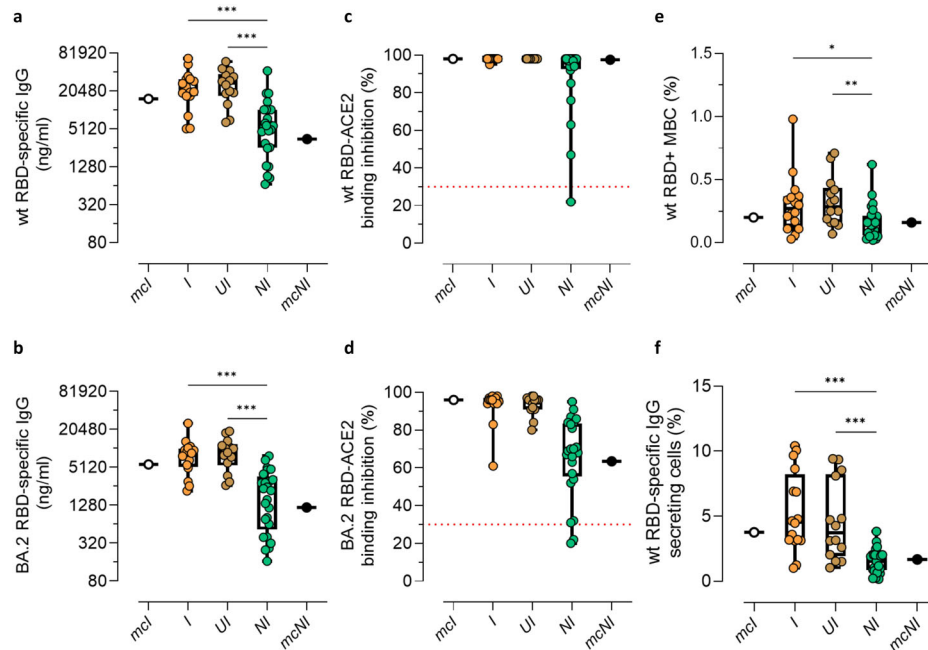 a
***
***
wt RBD-specific IgG
(ng/ml)
81920
20480
5120
1280
320
80
mcI
I
UI
NI
mcNI
c
wt RBD-ACE2
binding inhibition (%)
100
80
60
40
20
0
mcI
I
UI
NI
mcNI
e
*
**
wt RBD+ MBC (%)
1.5
1.0
0.5
0.0
mcI
I
UI
NI
mcNI
b
***
***
BA.2 RBD-specific IgG
(ng/ml)
81920
20480
5120
1280
320
80
mcI
I
UI
NI
mcNI
d
BA.2 RBD-ACE2
binding inhibition (%)
100
80
60
40
20
0
mcI
I
UI
NI
mcNI
f
***
***
wt RBD-specific IgG
secreting cells (%)
15
10
5
0
mcI
I
UI
NI
mcNI